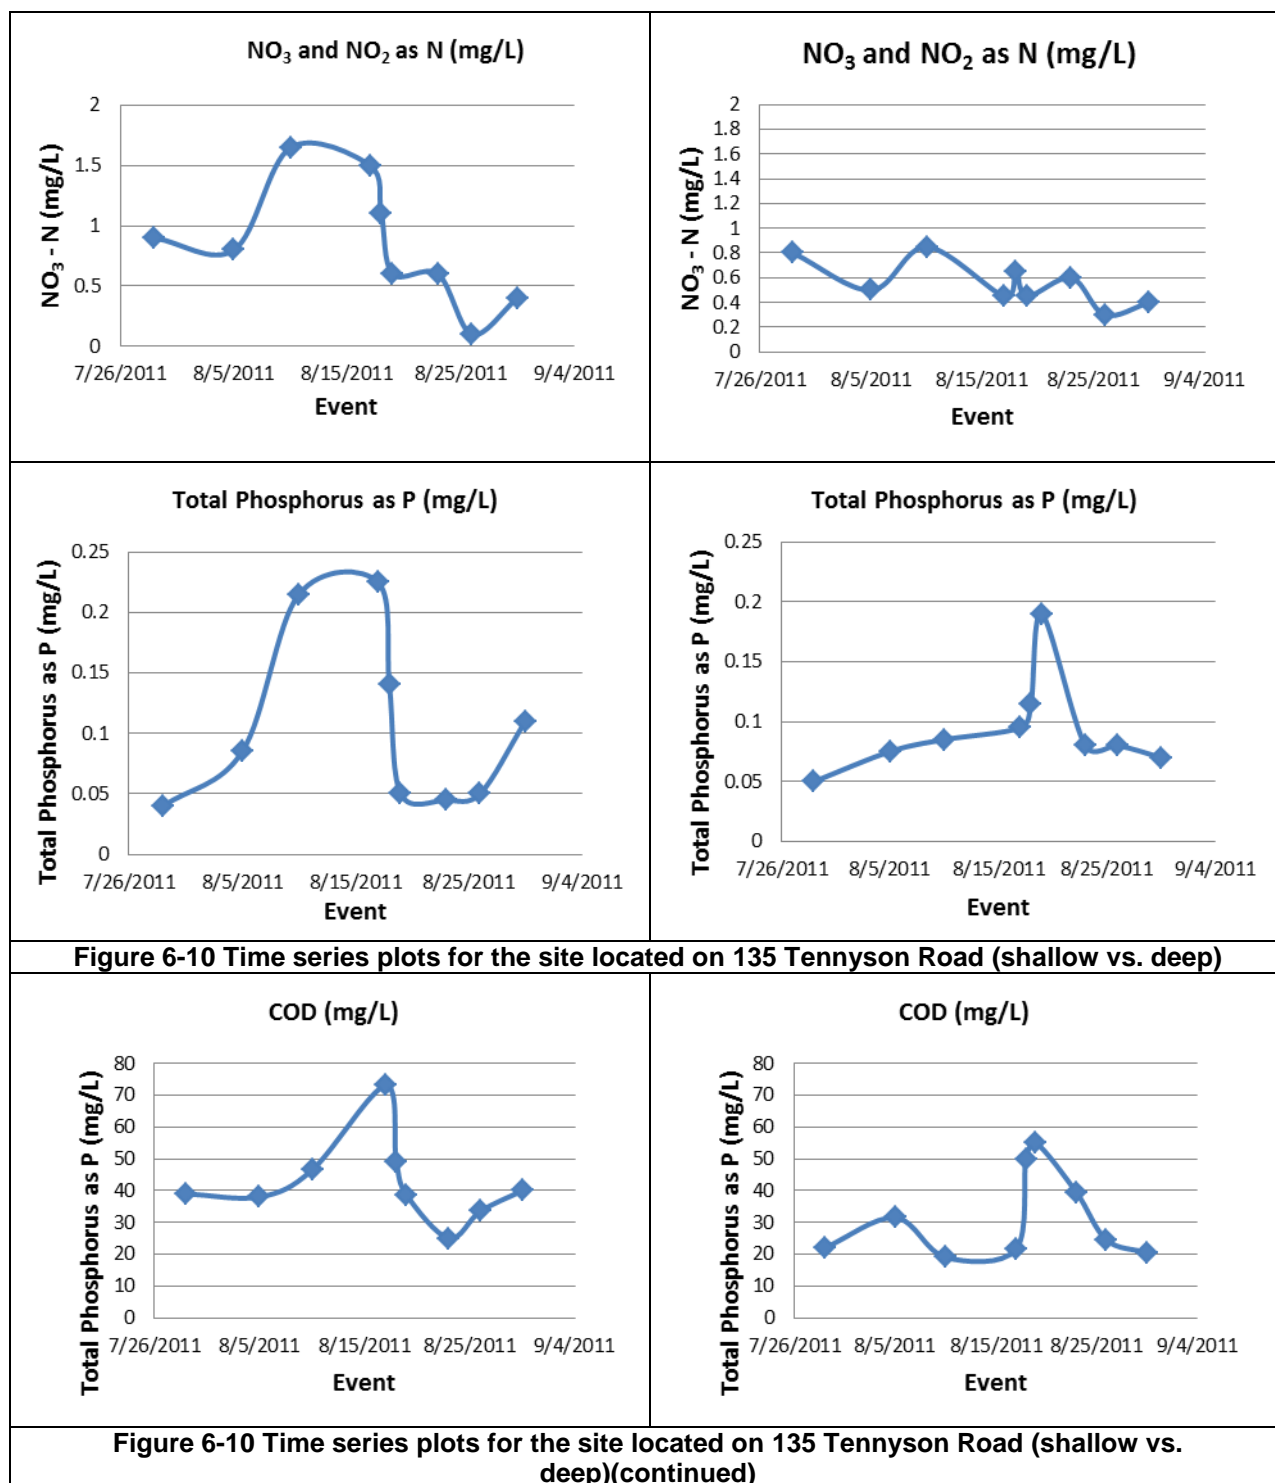 NO₃ and NO₂ as N (mg/L)
NO₃ - N (mg/L)
2
1.5
1
0.5
0
7/26/2011 8/5/2011 8/15/2011 8/25/2011 9/4/2011
Event
NO₃ and NO₂ as N (mg/L)
NO₃ - N (mg/L)
2
1.8
1.6
1.4
1.2
1
0.8
0.6
0.4
0.2
0
7/26/2011 8/5/2011 8/15/2011 8/25/2011 9/4/2011
Event
Total Phosphorus as P (mg/L)
Total Phosphorus as P (mg/L)
0.25
0.2
0.15
0.1
0.05
0
7/26/2011 8/5/2011 8/15/2011 8/25/2011 9/4/2011
Event
Total Phosphorus as P (mg/L)
Total Phosphorus as P (mg/L)
0.25
0.2
0.15
0.1
0.05
0
7/26/2011 8/5/2011 8/15/2011 8/25/2011 9/4/2011
Event
Figure 6-10 Time series plots for the site located on 135 Tennyson Road (shallow vs. deep)
COD (mg/L)
Total Phosphorus as P (mg/L)
80
70
60
50
40
30
20
10
0
7/26/2011 8/5/2011 8/15/2011 8/25/2011 9/4/2011
Event
COD (mg/L)
Total Phosphorus as P (mg/L)
80
70
60
50
40
30
20
10
0
7/26/2011 8/5/2011 8/15/2011 8/25/2011 9/4/2011
Event
Figure 6-10 Time series plots for the site located on 135 Tennyson Road (shallow vs.
deep)(continued)